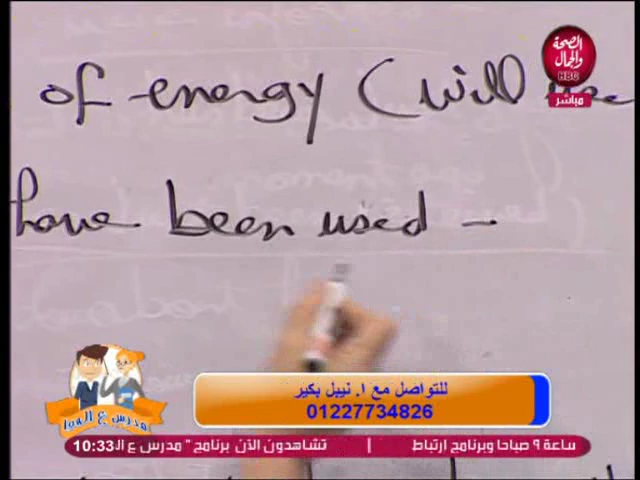 الصحة
والجمال
HBC
مباشر
of energy ( will use
have been used -
للتواصل مع ا. نبيل بكير
01227734826
مدرس ع الهوا
10:33
تشاهدون الآن برنامج " مدرس ع ال
ساعة ٩ صباحا وبرنامج ارتباط